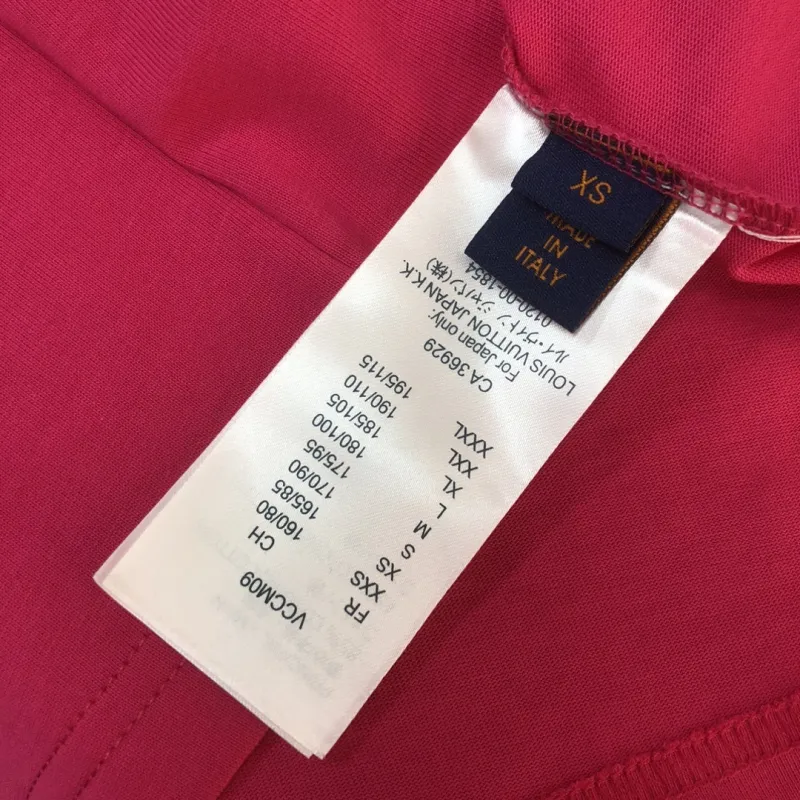 XS
MADE
IN
ITALY
VCCM09
FR CH
XXS 160/80
XS 165/85
S 170/90
M 175/95
L 180/100
XL 185/105
XXL 190/110
XXXL 195/115
CA 36929
For Japan only:
LOUIS VUITTON JAPAN K.K.
ルイ・ヴィトン ジャパン(株)
0120-00-1854